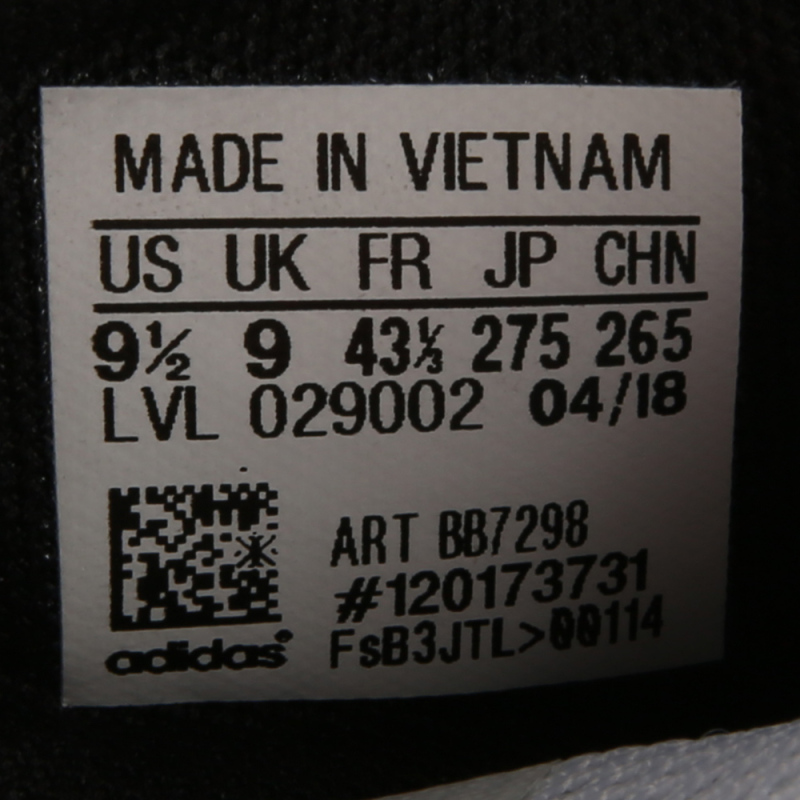 MADE IN VIETNAM
US UK FR JP CHN
9½ 9 43⅓ 275 265
LVL 029002 04/18
ART BB7298
#120173731
FsB3JTL>00114
adidas®